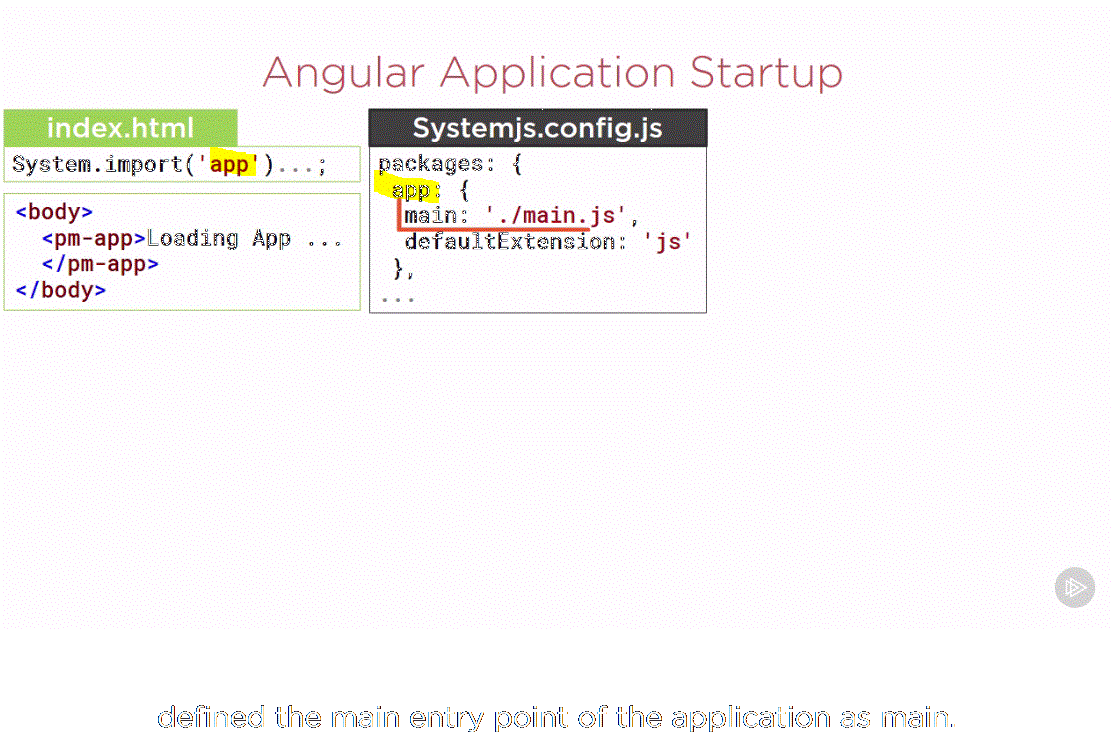 Angular Application Startup
index.html
System.import('app')...;
<body>
<pm-app>Loading App ...
</pm-app>
</body>
Systemjs.config.js
packages: {
app: {
main: './main.js',
defaultExtension: 'js'
},
...
defined the main entry point of the application as main.